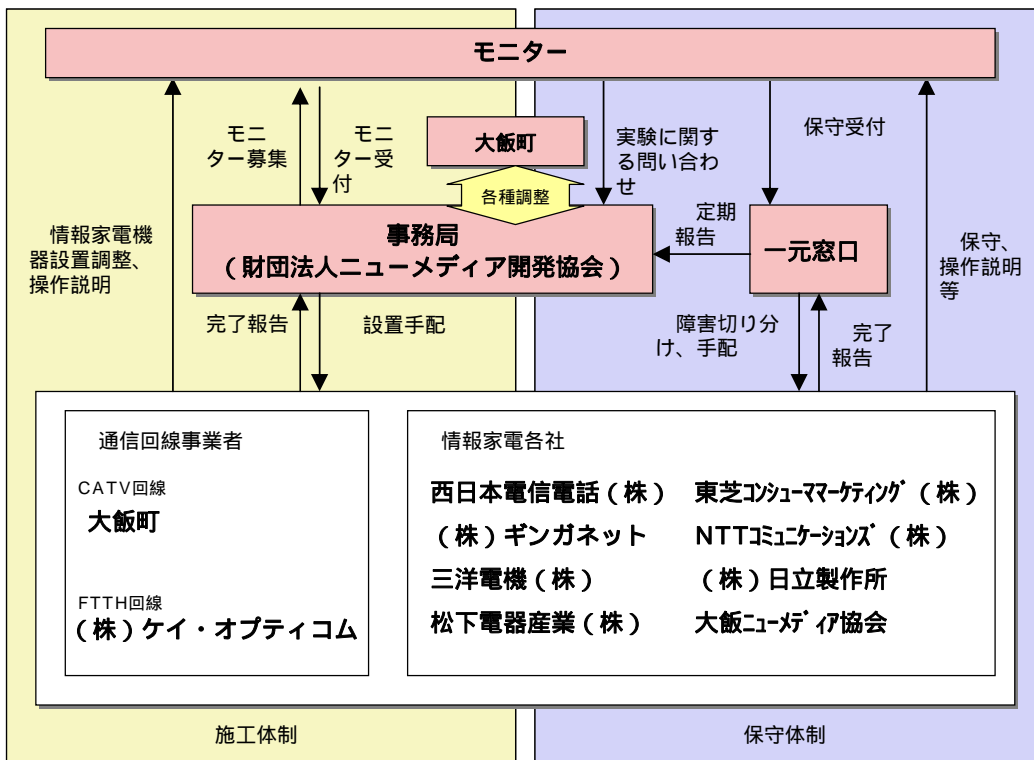 モニター
モニ
ター募集
モニ
ター受
付
大飯町
実験に関す
る問い合わ
せ
保守受付
各種調整
情報家電機
器設置調整、
操作説明
事務局
（財団法人ニューメディア開発協会）
定期
報告
一元窓口
保守、
操作説明
等
完了報告
設置手配
障害切り分
け、手配
完了
報告
通信回線事業者
CATV回線
大飯町
FTTH回線
（株）ケイ・オプティコム
情報家電各社
西日本電信電話（株）
東芝ｺﾝｼｭｰﾏﾏｰｹﾃｨﾝｸﾞ（株）
（株）ギンガネット
NTTｺﾐｭﾆｹｰｼｮﾝｽﾞ（株）
三洋電機（株）
（株）日立製作所
松下電器産業（株）
大飯ﾆｭｰﾒﾃﾞｨｱ協会
施工体制
保守体制